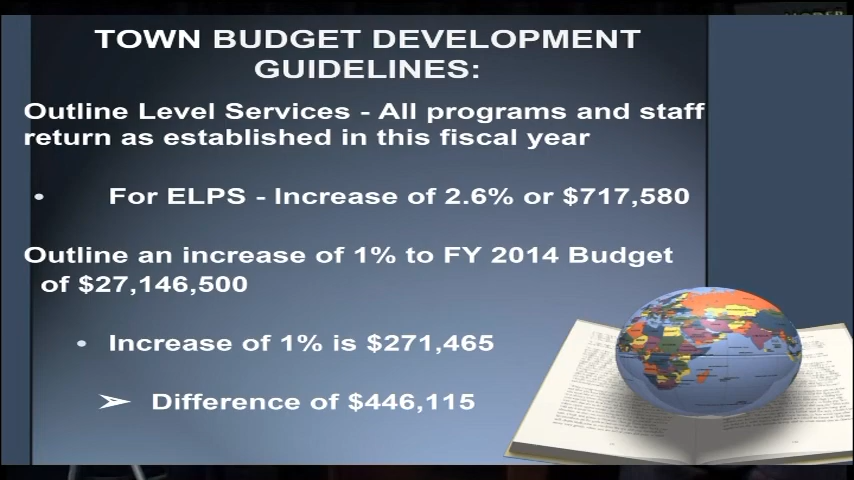 TOWN BUDGET DEVELOPMENT
GUIDELINES:
Outline Level Services - All programs and staff
return as established in this fiscal year
• For ELPS - Increase of 2.6% or $717,580
Outline an increase of 1% to FY 2014 Budget
of $27,146,500
• Increase of 1% is $271,465
➢ Difference of $446,115